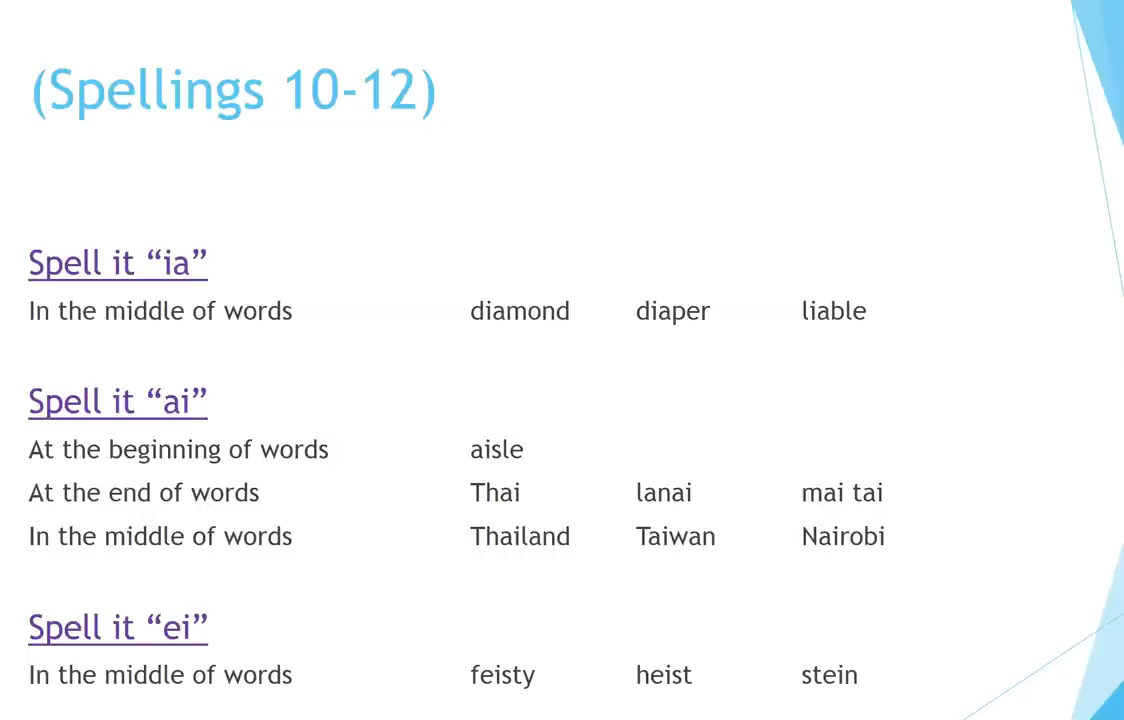 (Spellings 10-12)
Spell it “ia”
In the middle of words diamond diaper liable
Spell it “ai”
At the beginning of words aisle
At the end of words Thai lanai mai tai
In the middle of words Thailand Taiwan Nairobi
Spell it “ei”
In the middle of words feisty heist stein